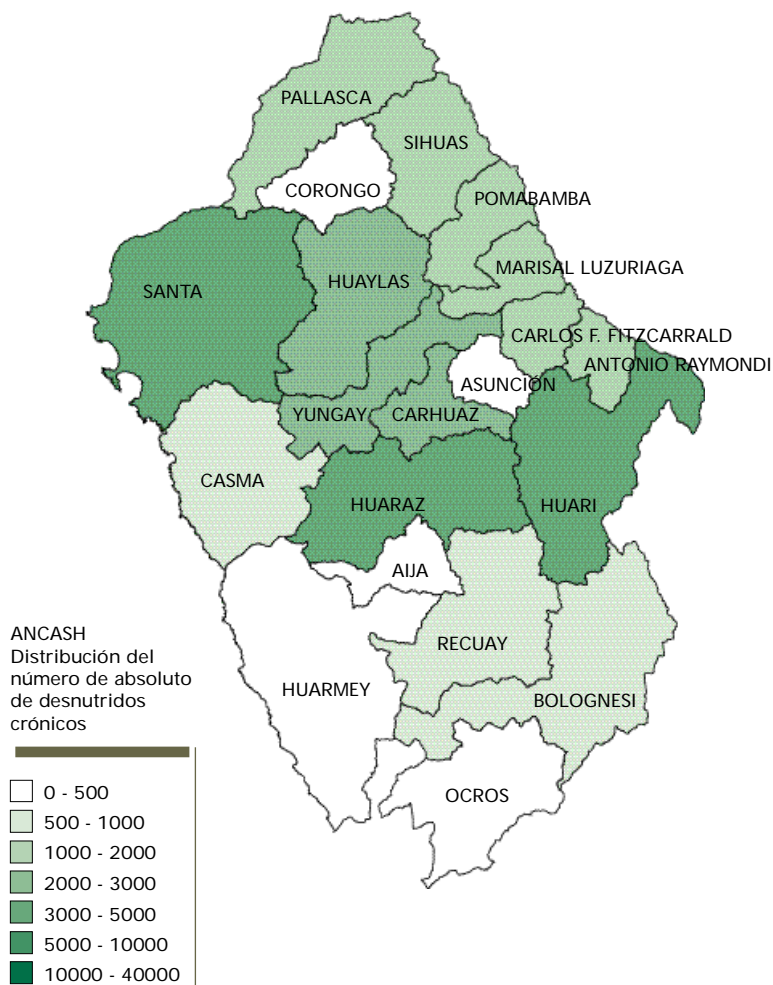 PALLASCA
SIHUAS
CORONGO
POMABAMBA
MARISAL LUZURIAGA
SANTA
HUAYLAS
CARLOS F. FITZCARRALD
ANTONIO RAYMONDI
ASUNCIÓN
YUNGAY
CARHUAZ
CASMA
HUARAZ
HUARI
AIJA
RECUAY
HUARMEY
BOLOGNESI
OCROS
ANCASH
Distribución del
número de absoluto
de desnutridos
crónicos
0 - 500
500 - 1000
1000 - 2000
2000 - 3000
3000 - 5000
5000 - 10000
10000 - 40000